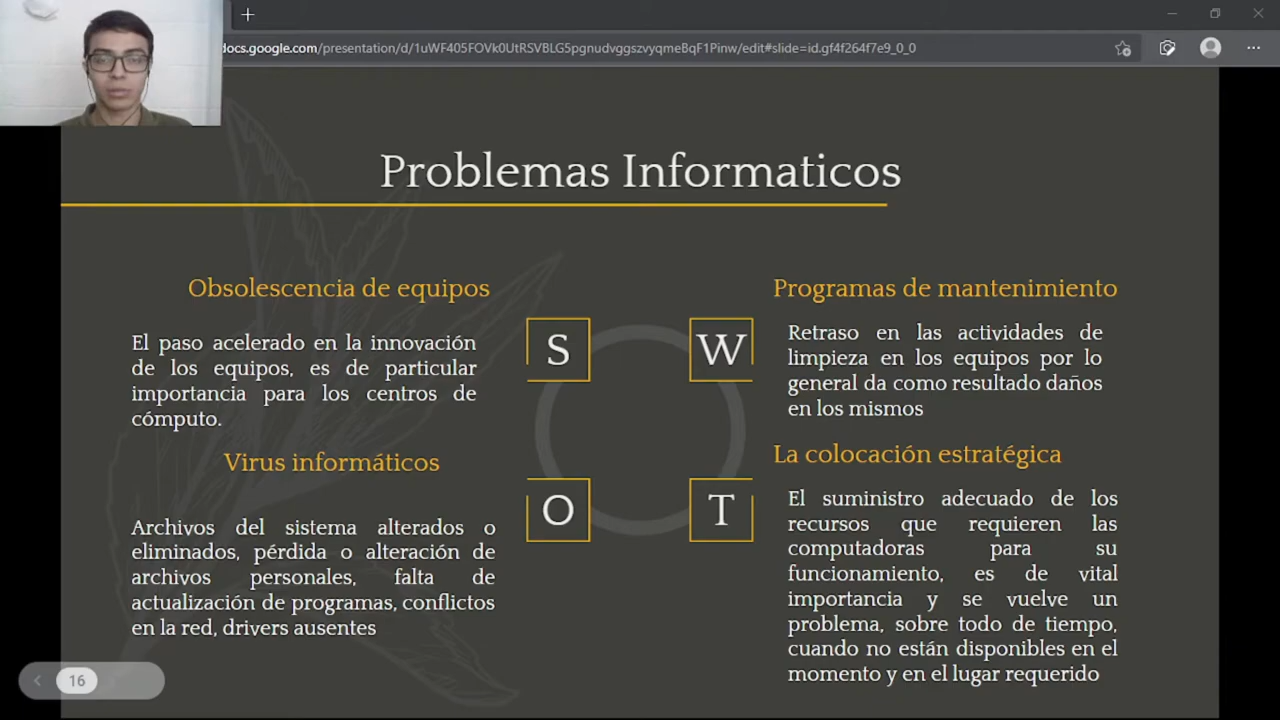 docs.google.com/presentation/d/1uWF405FOVk0UtRSVBLG5pgnudvggszvyqmeBqF1Pinw/edit#slide=id.gf4f264f7e9_0_0
Problemas Informaticos
Obsolescencia de equipos
El paso acelerado en la innovación
de los equipos, es de particular
importancia para los centros de
cómputo.
S
W
Programas de mantenimiento
Retraso en las actividades de
limpieza en los equipos por lo
general da como resultado daños
en los mismos
Virus informáticos
Archivos del sistema alterados o
eliminados, pérdida o alteración de
archivos personales, falta de
actualización de programas, conflictos
en la red, drivers ausentes
O
T
La colocación estratégica
El suministro adecuado de los
recursos que requieren las
computadoras para su
funcionamiento, es de vital
importancia y se vuelve un
problema, sobre todo de tiempo,
cuando no están disponibles en el
momento y en el lugar requerido
16